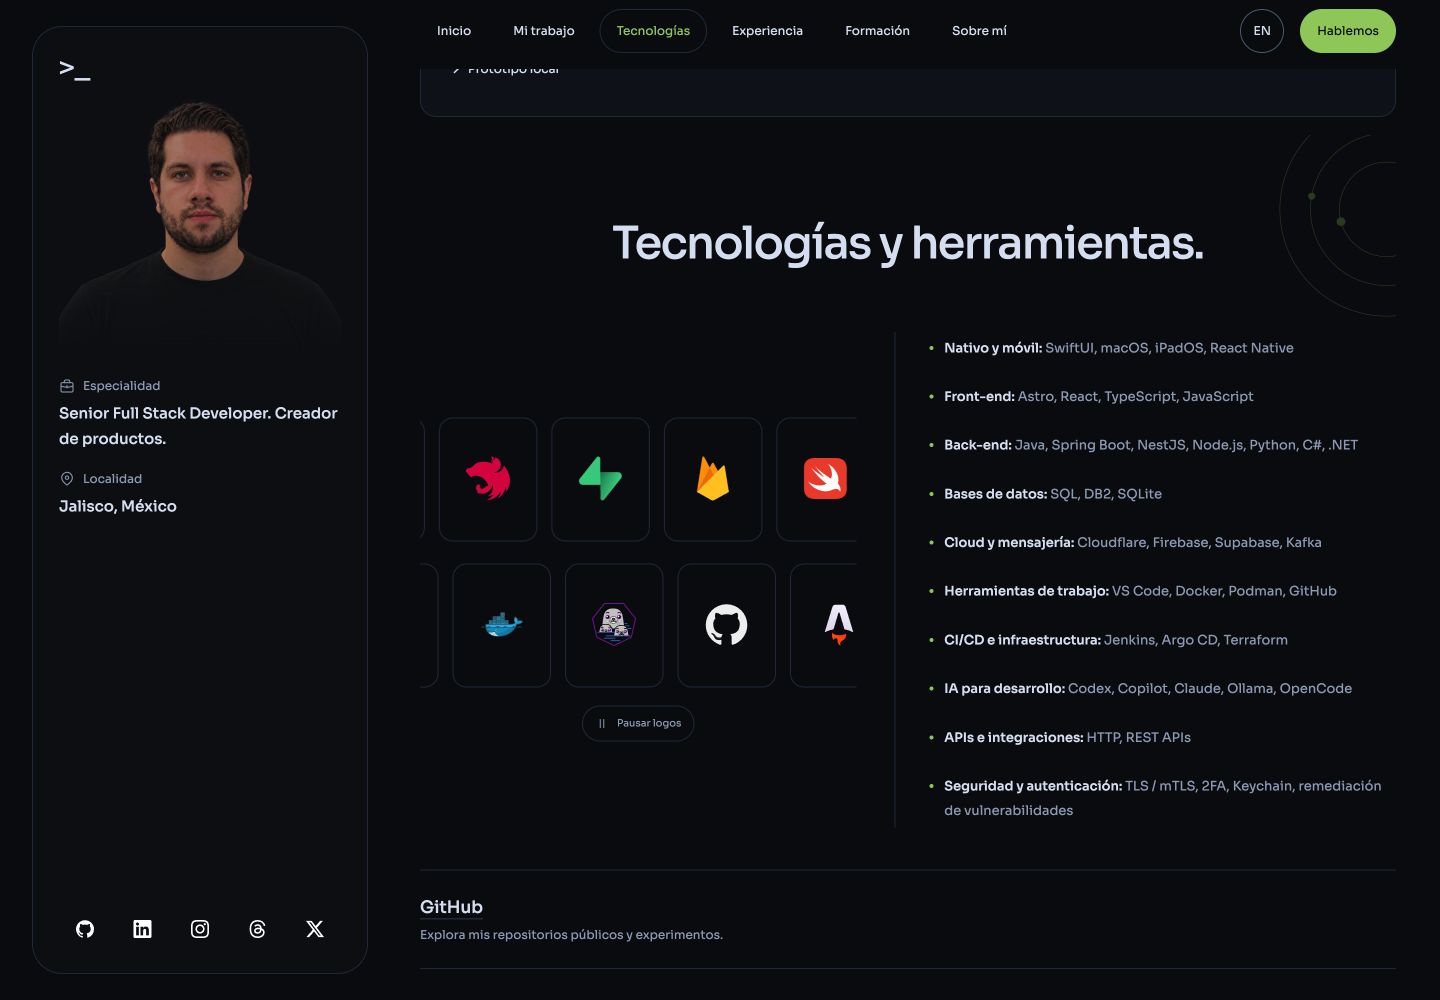 >_
Especialidad
Senior Full Stack Developer. Creador
de productos.
Localidad
Jalisco, México
Inicio
Mi trabajo
Tecnologías
Experiencia
Formación
Sobre mí
EN
Hablemos
Prototipo local
Tecnologías y herramientas.
Pausar logos
Nativo y móvil: SwiftUI, macOS, iPadOS, React Native
Front-end: Astro, React, TypeScript, JavaScript
Back-end: Java, Spring Boot, NestJS, Node.js, Python, C#, .NET
Bases de datos: SQL, DB2, SQLite
Cloud y mensajería: Cloudflare, Firebase, Supabase, Kafka
Herramientas de trabajo: VS Code, Docker, Podman, GitHub
CI/CD e infraestructura: Jenkins, Argo CD, Terraform
IA para desarrollo: Codex, Copilot, Claude, Ollama, OpenCode
APIs e integraciones: HTTP, REST APIs
Seguridad y autenticación: TLS / mTLS, 2FA, Keychain, remediación
de vulnerabilidades
GitHub
Explora mis repositorios públicos y experimentos.